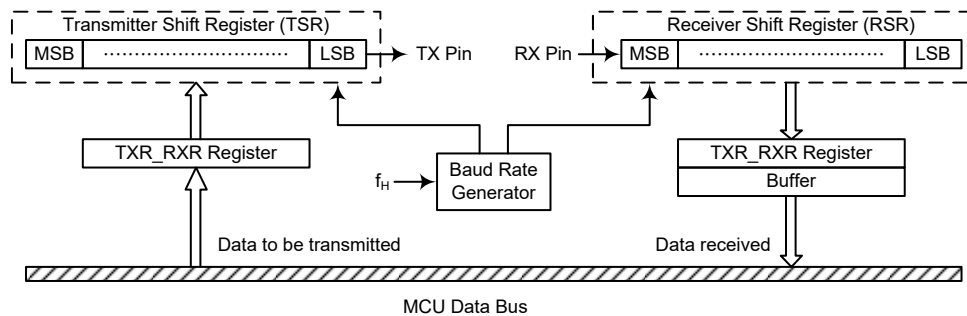 Transmitter Shift Register (TSR)
MSB ………………………… LSB
TX Pin
RX Pin
Receiver Shift Register (RSR)
MSB ………………………… LSB
TXR_RXR Register
Baud Rate
Generator
fH
TXR_RXR Register
Buffer
Data to be transmitted
Data received
MCU Data Bus